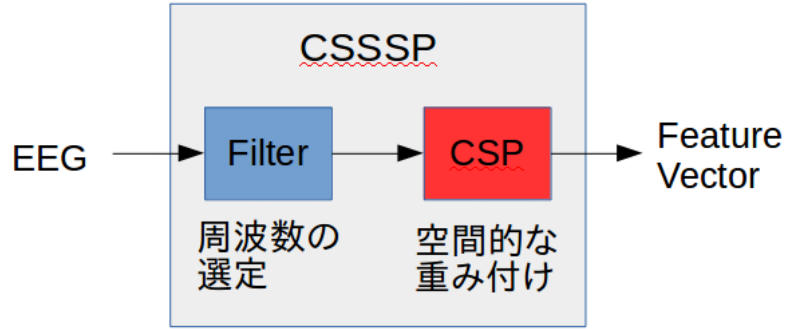 CSSSP
EEG
Filter
CSP
Feature
Vector
周波数の
選定
空間的な
重み付け